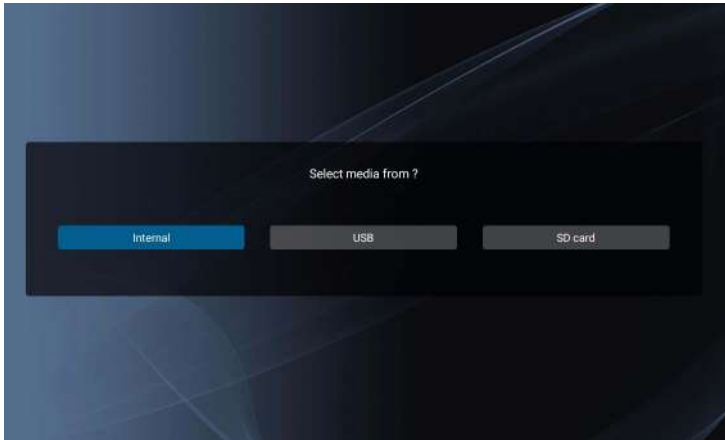 Select media from ?
Internal
USB
SD card